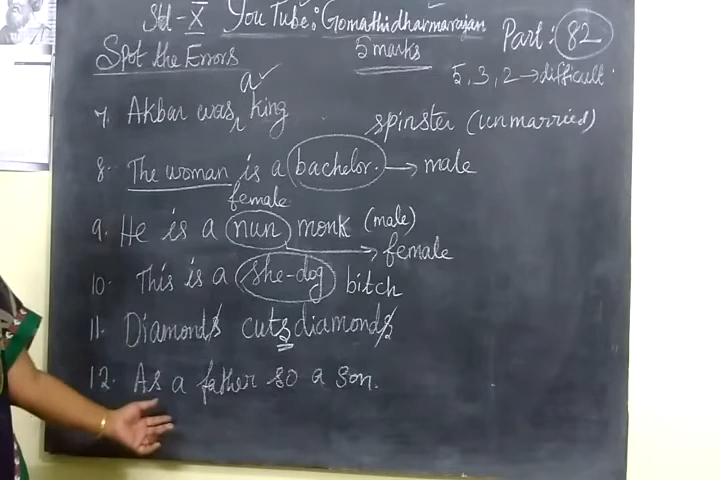 Std - X YouTube: Gomathidharmarajan Part: 82
Spot the Errors 5 marks
5, 3, 2 → difficult.
a ✓
7. Akbar was ^ king
spinster (unmarried)
8. The woman is a bachelor. → male
female
9. He is a nun monk (male)
→ female
10. This is a she-dog bitch
11. Diamonds cuts diamonds
12. As a father so a son.